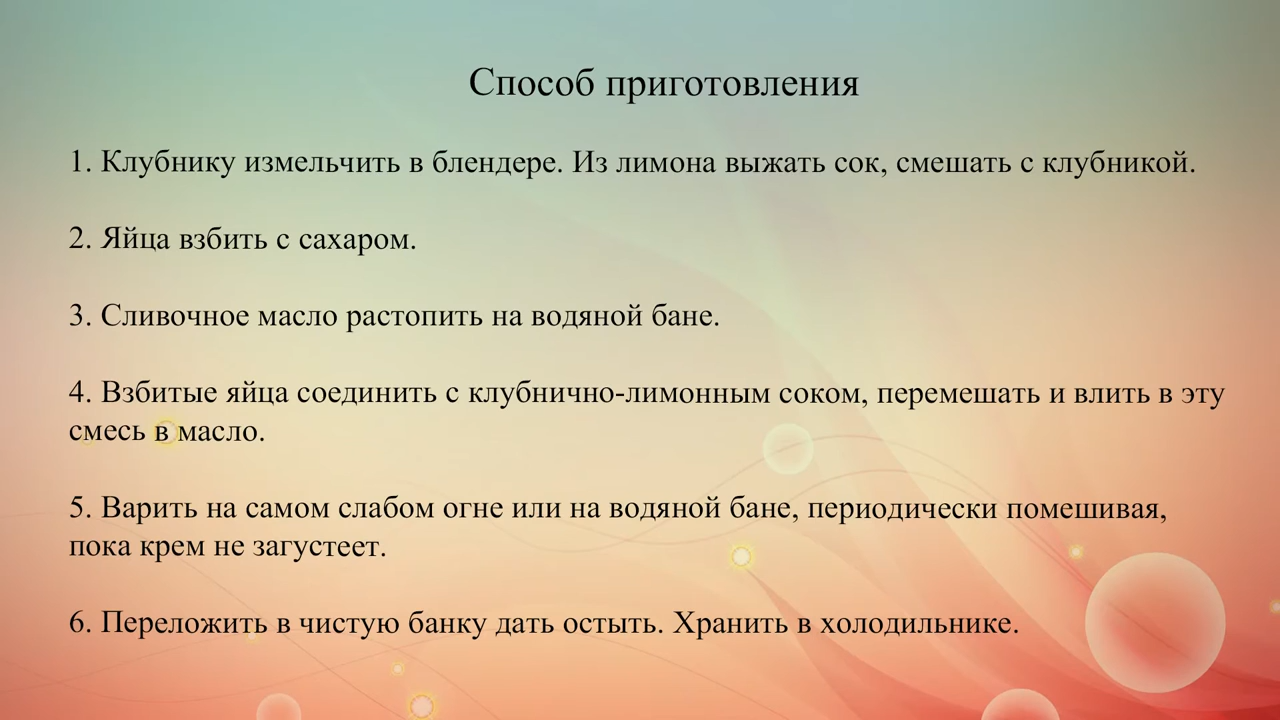 Способ приготовления
1. Клубнику измельчить в блендере. Из лимона выжать сок, смешать с клубникой.
2. Яйца взбить с сахаром.
3. Сливочное масло растопить на водяной бане.
4. Взбитые яйца соединить с клубнично-лимонным соком, перемешать и влить в эту
смесь в масло.
5. Варить на самом слабом огне или на водяной бане, периодически помешивая,
пока крем не загустеет.
6. Переложить в чистую банку дать остыть. Хранить в холодильнике.